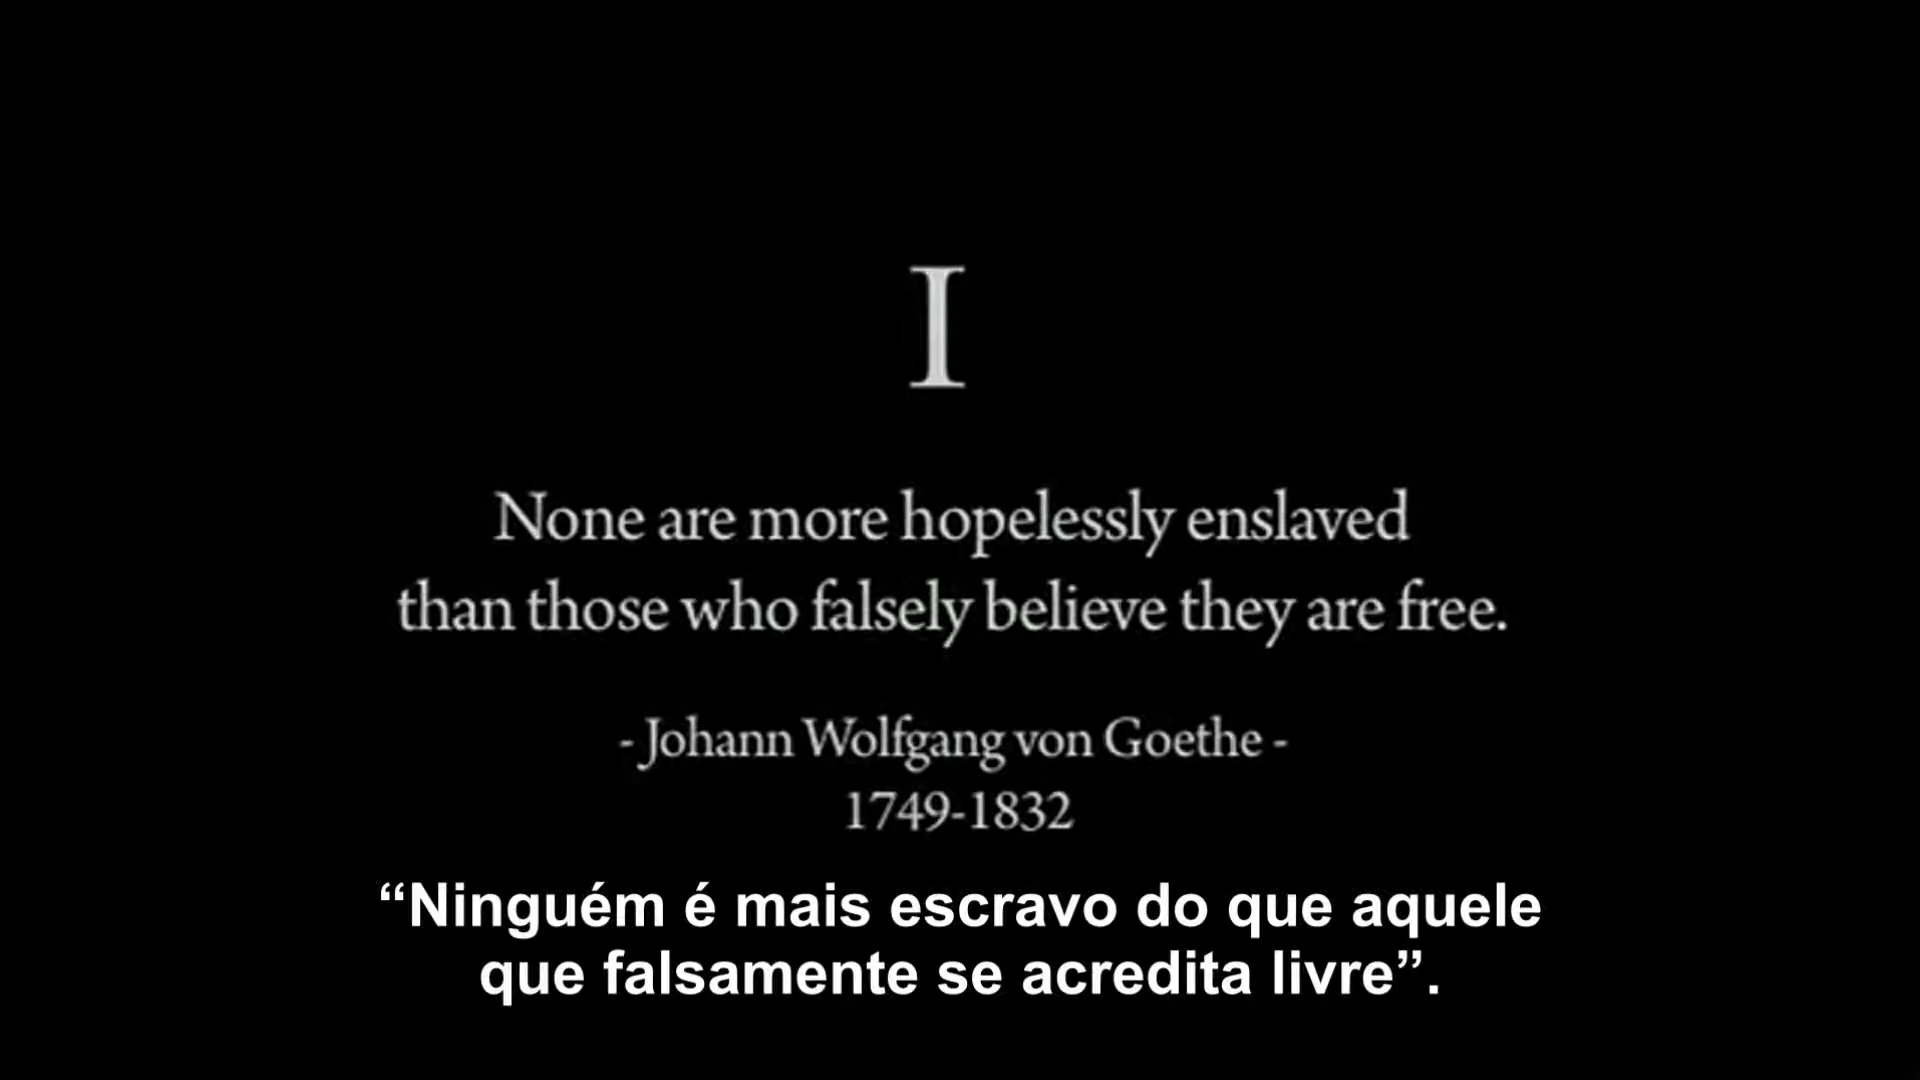 I
None are more hopelessly enslaved
than those who falsely believe they are free.
- Johann Wolfgang von Goethe -
1749-1832
“Ninguém é mais escravo do que aquele
que falsamente se acredita livre”.